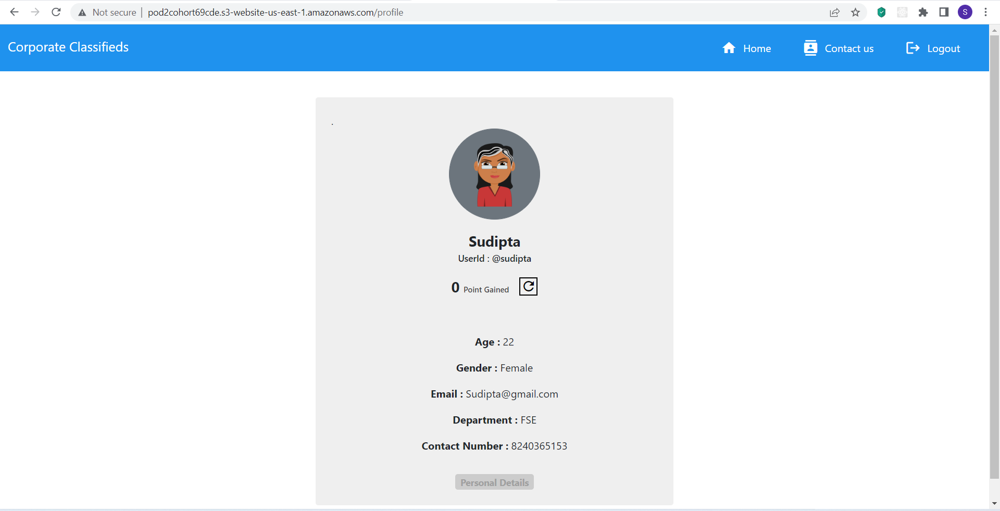 Not secure | pod2cohort69cde.s3-website-us-east-1.amazonaws.com/profile
S
Corporate Classifieds
Home
Contact us
Logout
Sudipta
UserId : @sudipta
0 Point Gained
Age : 22
Gender : Female
Email : Sudipta@gmail.com
Department : FSE
Contact Number : 8240365153
Personal Details